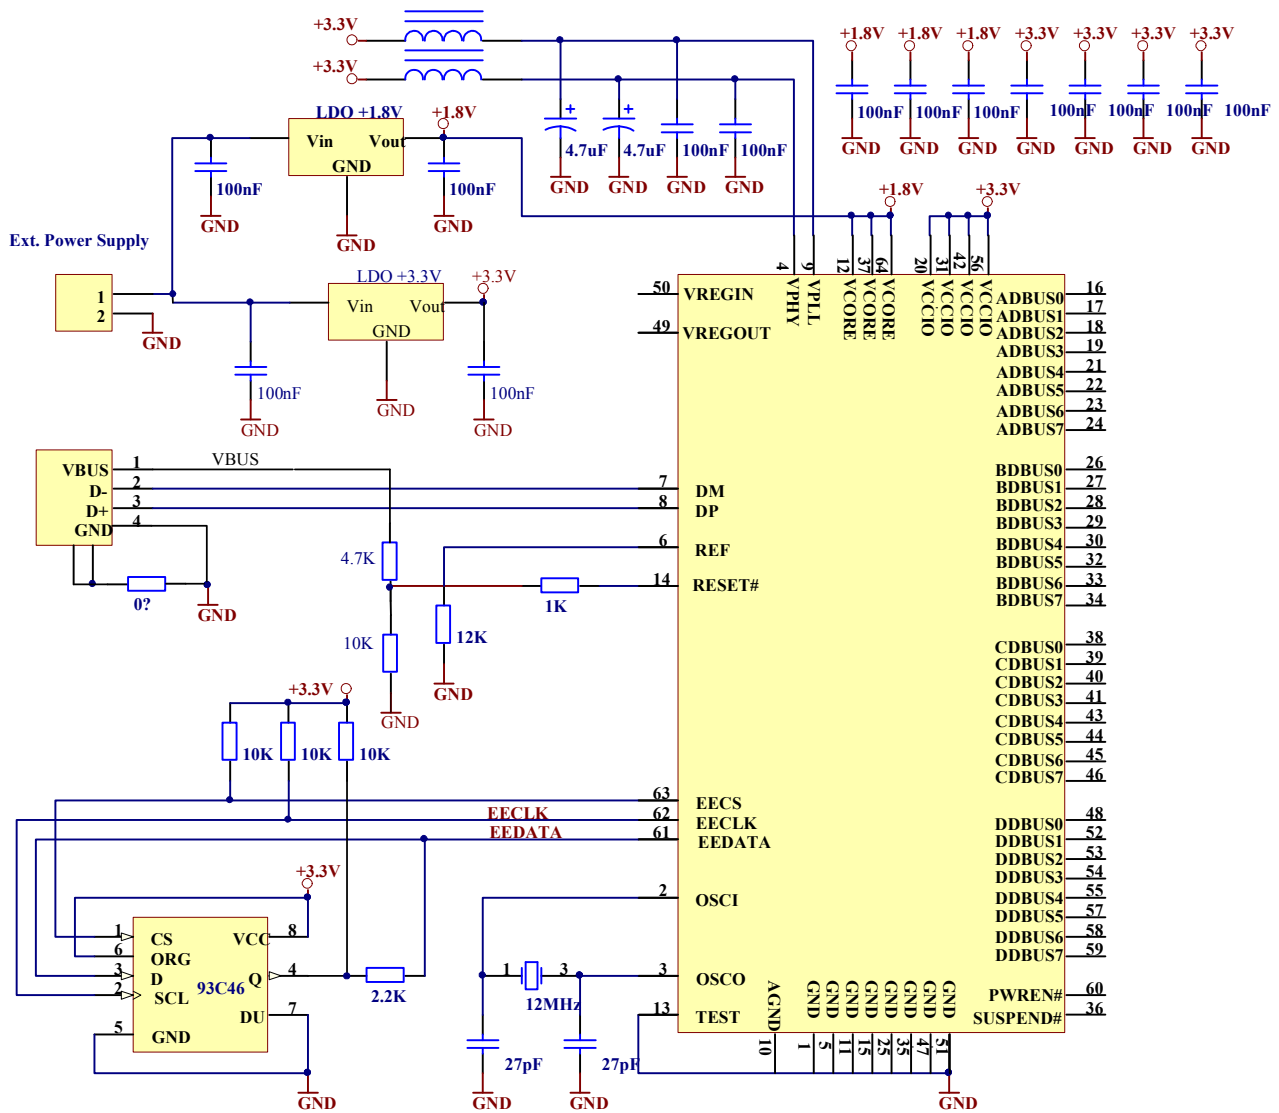 +3.3V
+3.3V
LDO +1.8V
+1.8V
Vin
Vout
GND
100nF
100nF
GND
GND
GND
4.7uF
4.7uF
100nF
100nF
GND
GND
GND
GND
+1.8V
+1.8V
+1.8V
+3.3V
+3.3V
+3.3V
+3.3V
100nF
100nF
100nF
100nF
100nF
100nF
100nF
GND
GND
GND
GND
GND
GND
GND
+1.8V
+3.3V
Ext. Power Supply
1
2
GND
LDO +3.3V
+3.3V
Vin
Vout
GND
100nF
100nF
GND
GND
GND
VBUS 1
D- 2
D+ 3
GND 4
VBUS
0?
GND
4.7K
10K
GND
1K
12K
GND
+3.3V
10K
10K
10K
EECLK
EEDATA
+3.3V
1 CS
6 ORG
3 D
2 SCL
5 GND
VCC 8
Q 4
DU 7
93C46
2.2K
GND
1
3
12MHz
27pF
27pF
GND
GND
4 VPHY
9 VPLL
12 VCORE
37 VCORE
64 VCORE
20 VCCIO
31 VCCIO
42 VCCIO
56 VCCIO
50 VREGIN
49 VREGOUT
7 DM
8 DP
6 REF
14 RESET#
63 EECS
62 EECLK
61 EEDATA
2 OSCI
3 OSCO
13 TEST
ADBUS0 16
ADBUS1 17
ADBUS2 18
ADBUS3 19
ADBUS4 21
ADBUS5 22
ADBUS6 23
ADBUS7 24
BDBUS0 26
BDBUS1 27
BDBUS2 28
BDBUS3 29
BDBUS4 30
BDBUS5 32
BDBUS6 33
BDBUS7 34
CDBUS0 38
CDBUS1 39
CDBUS2 40
CDBUS3 41
CDBUS4 43
CDBUS5 44
CDBUS6 45
CDBUS7 46
DDBUS0 48
DDBUS1 52
DDBUS2 53
DDBUS3 54
DDBUS4 55
DDBUS5 57
DDBUS6 58
DDBUS7 59
PWREN# 60
SUSPEND# 36
AGND 10
GND 1
GND 5
GND 11
GND 15
GND 25
GND 35
GND 47
GND 51
GND